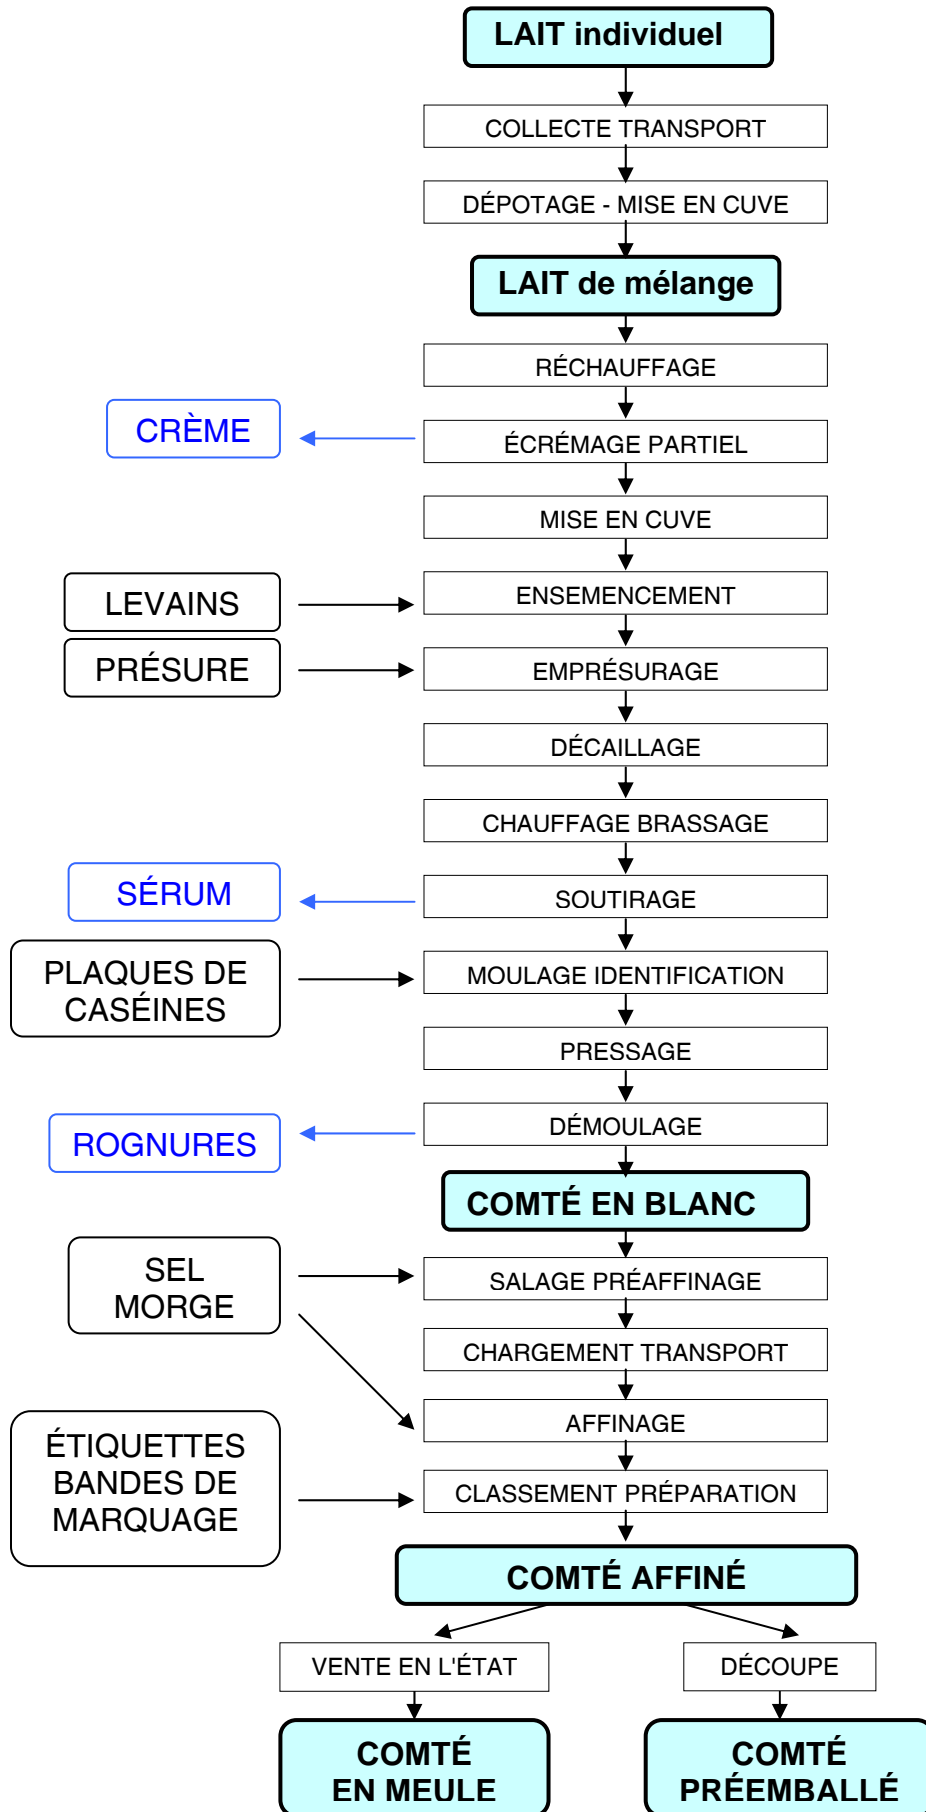 LAIT individuel
COLLECTE TRANSPORT
DÉPOTAGE - MISE EN CUVE
LAIT de mélange
RÉCHAUFFAGE
CRÈME
ÉCRÉMAGE PARTIEL
MISE EN CUVE
LEVAINS
ENSEMENCEMENT
PRÉSURE
EMPRÉSURAGE
DÉCAILLAGE
CHAUFFAGE BRASSAGE
SÉRUM
SOUTIRAGE
PLAQUES DE
CASÉINES
MOULAGE IDENTIFICATION
PRESSAGE
ROGNURES
DÉMOULAGE
COMTÉ EN BLANC
SEL
MORGE
SALAGE PRÉAFFINAGE
CHARGEMENT TRANSPORT
AFFINAGE
ÉTIQUETTES
BANDES DE
MARQUAGE
CLASSEMENT PRÉPARATION
COMTÉ AFFINÉ
VENTE EN L'ÉTAT
DÉCOUPE
COMTÉ
EN MEULE
COMTÉ
PRÉEMBALLÉ